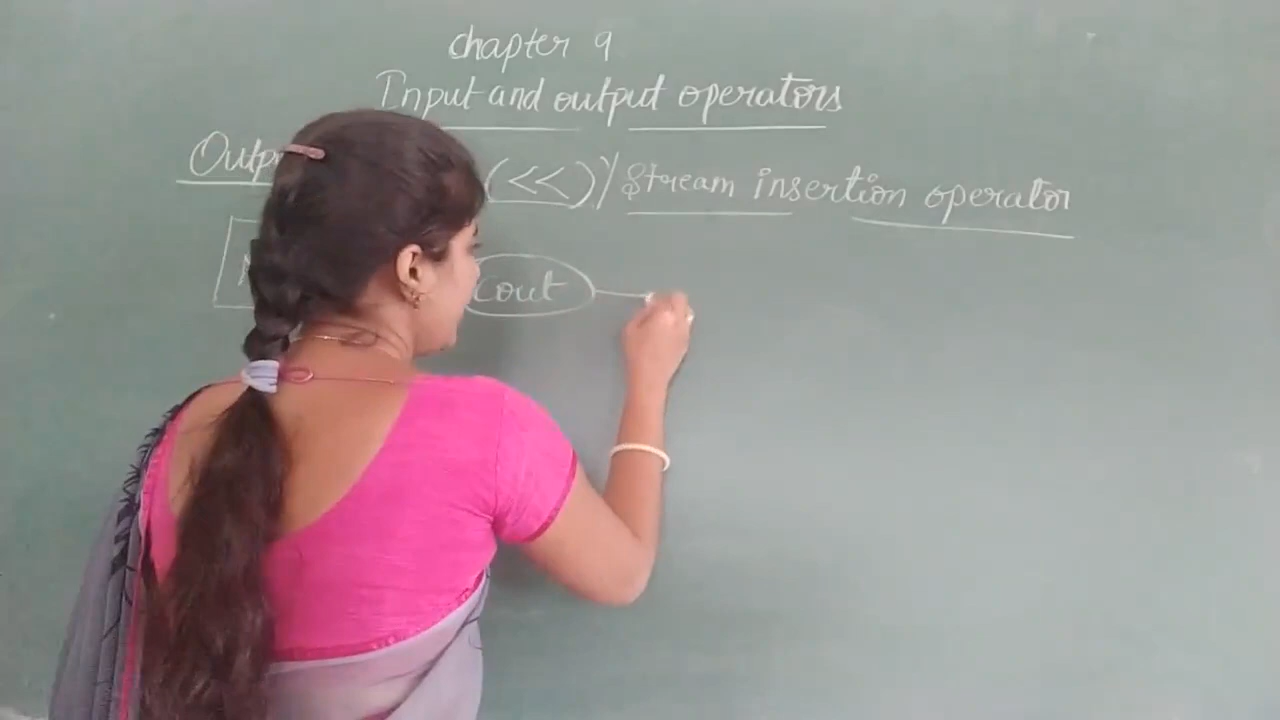 chapter 9
Input and output operators
Outp (<<) / Stream insertion operator
cout